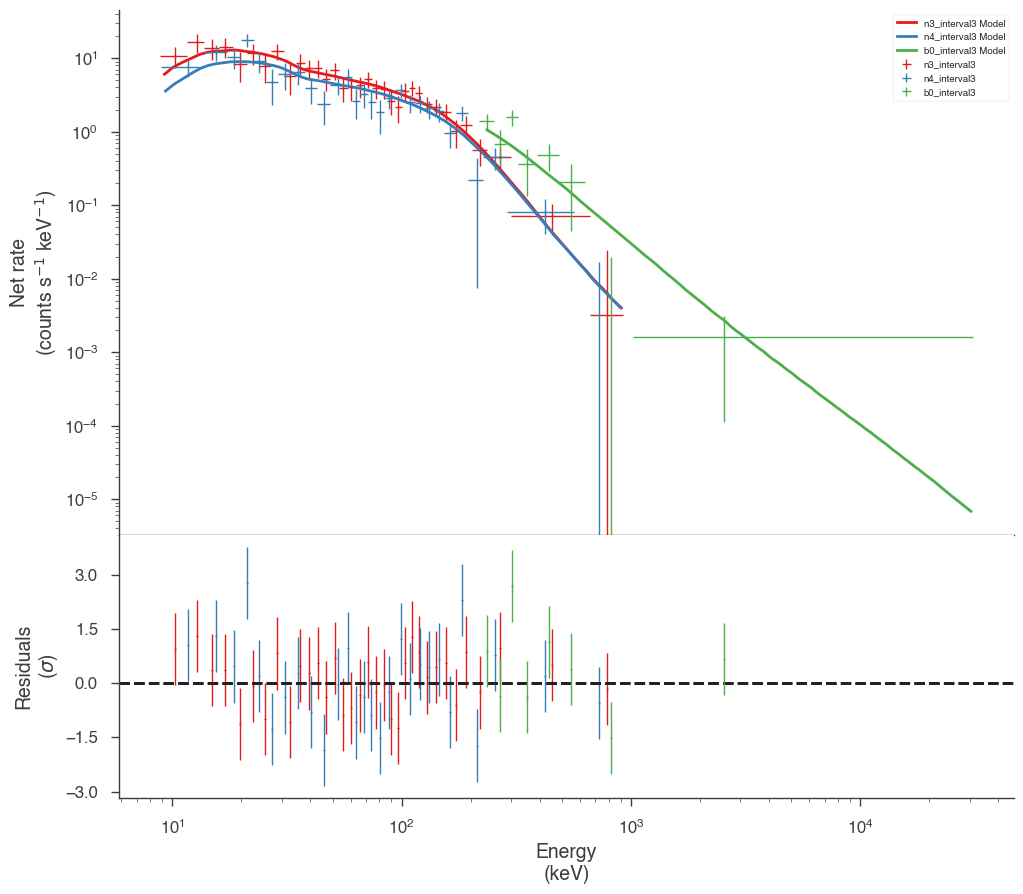 n3_interval3 Model
n4_interval3 Model
b0_interval3 Model
n3_interval3
n4_interval3
b0_interval3
10¹
10⁰
10⁻¹
10⁻²
10⁻³
10⁻⁴
10⁻⁵
Net rate
(counts s⁻¹ keV⁻¹)
3.0
1.5
0.0
−1.5
−3.0
Residuals
(σ)
10¹ 10² 10³ 10⁴
Energy
(keV)